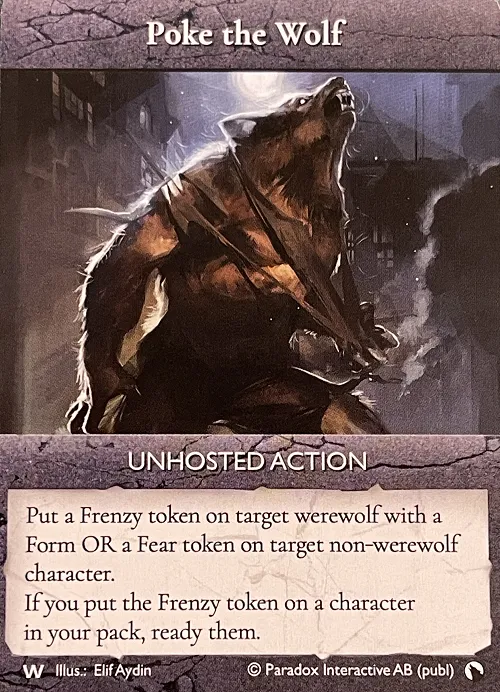 Poke the Wolf
UNHOSTED ACTION
Put a Frenzy token on target werewolf with a
Form OR a Fear token on target non-werewolf
character.
If you put the Frenzy token on a character
in your pack, ready them.
W Illus.: Elif Aydin © Paradox Interactive AB (publ)